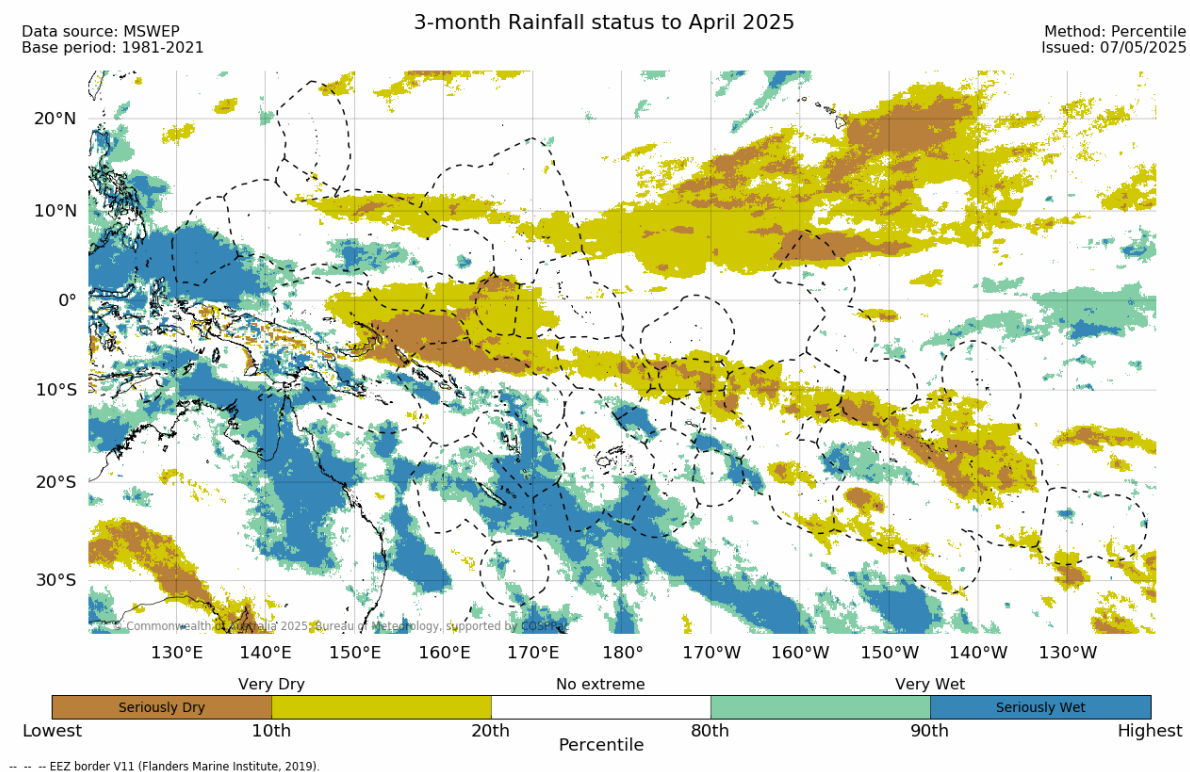 3-month Rainfall status to April 2025
Data source: MSWEP
Base period: 1981-2021
Method: Percentile
Issued: 07/05/2025
20°N
10°N
0°
10°S
20°S
30°S
© Commonwealth of Australia 2025, Bureau of Meteorology, supported by COSPPac
130°E 140°E 150°E 160°E 170°E 180° 170°W 160°W 150°W 140°W 130°W
Very Dry No extreme Very Wet
Seriously Dry Seriously Wet
Lowest 10th 20th 80th 90th Highest
Percentile
-- -- -- EEZ border V11 (Flanders Marine Institute, 2019).